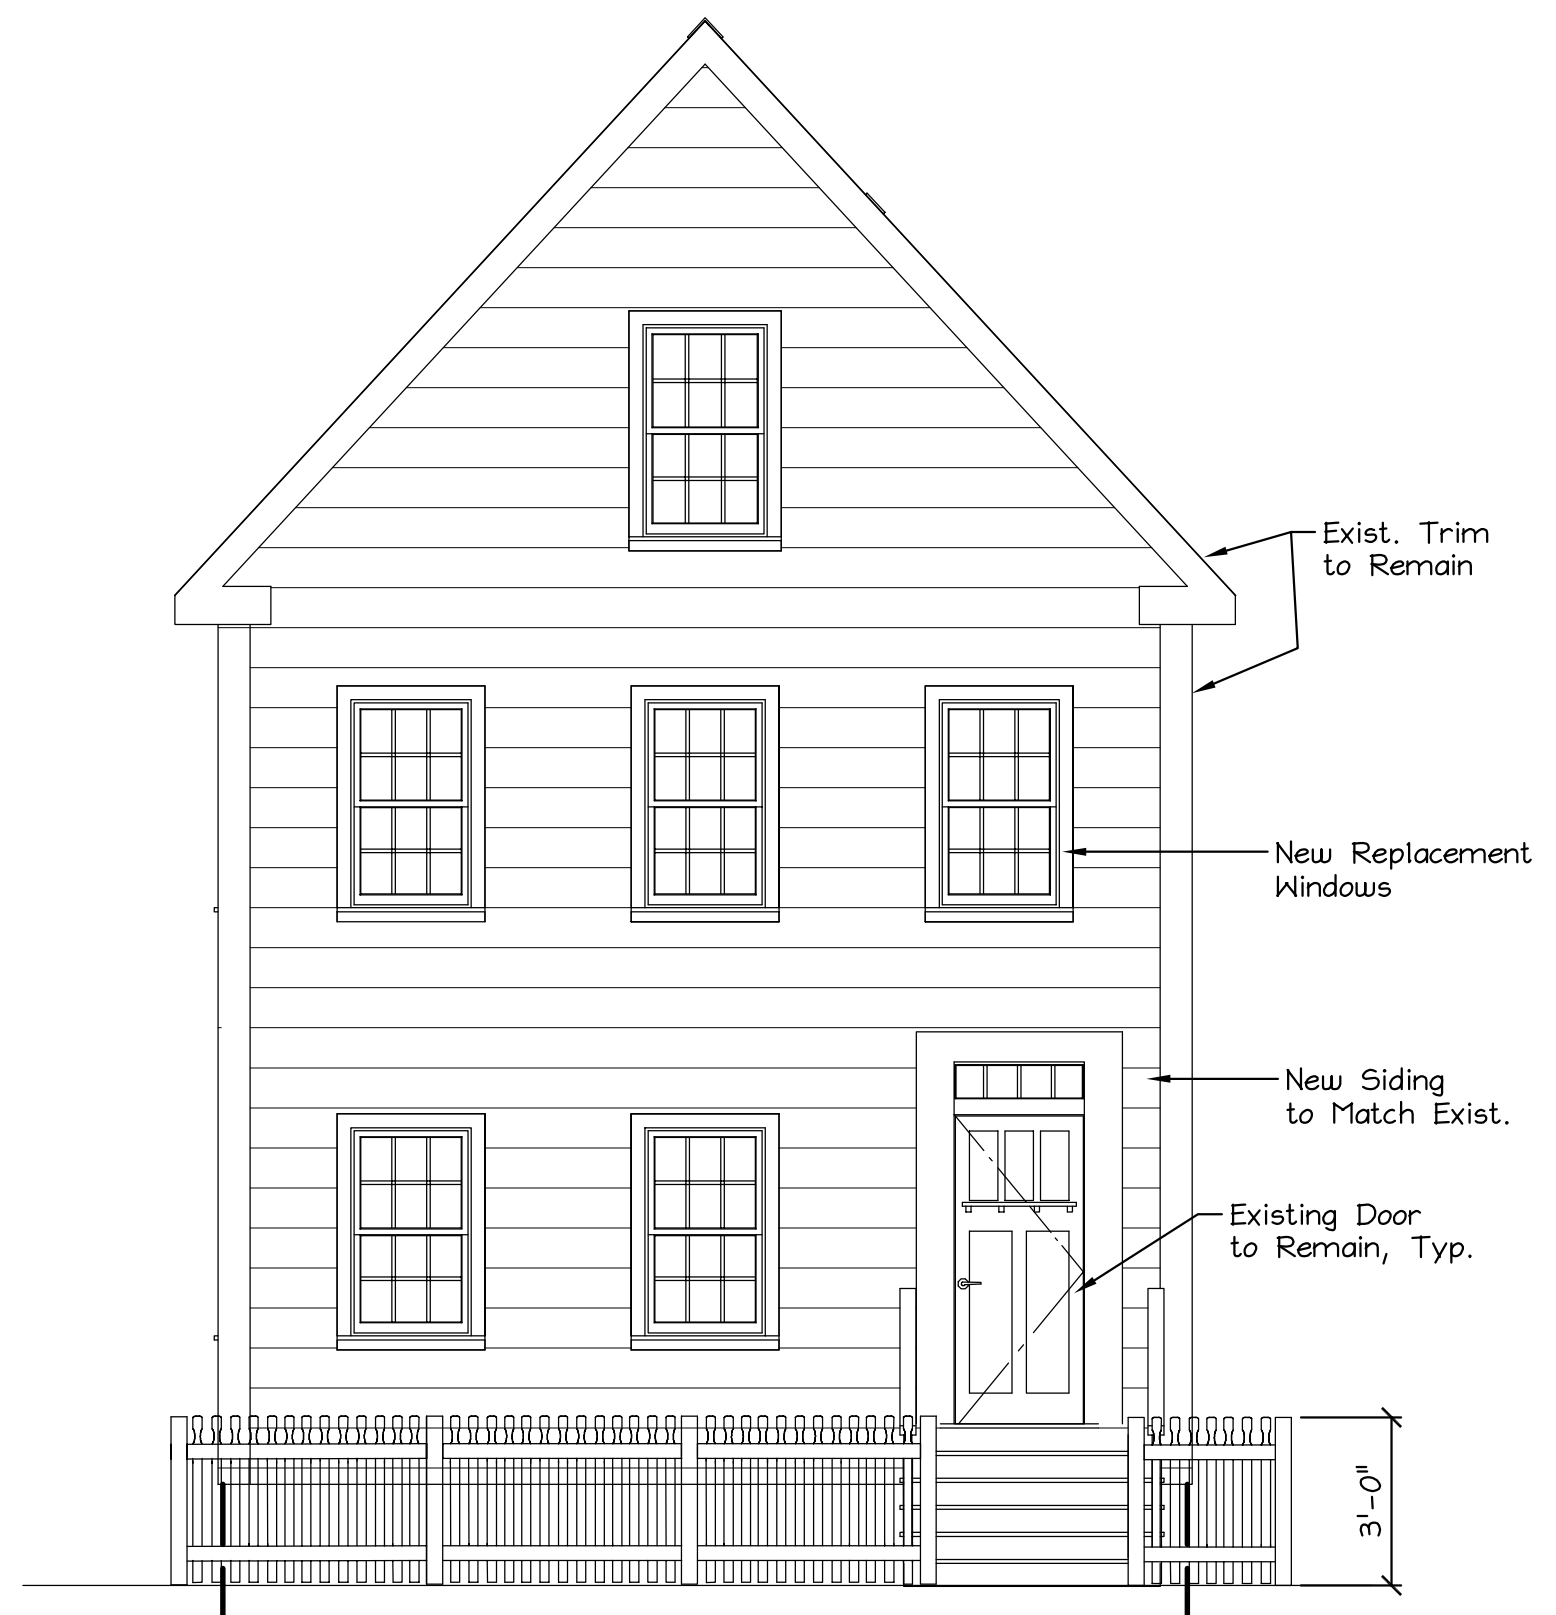 Exist. Trim
to Remain
New Replacement
Windows
New Siding
to Match Exist.
Existing Door
to Remain, Typ.
3'-0"